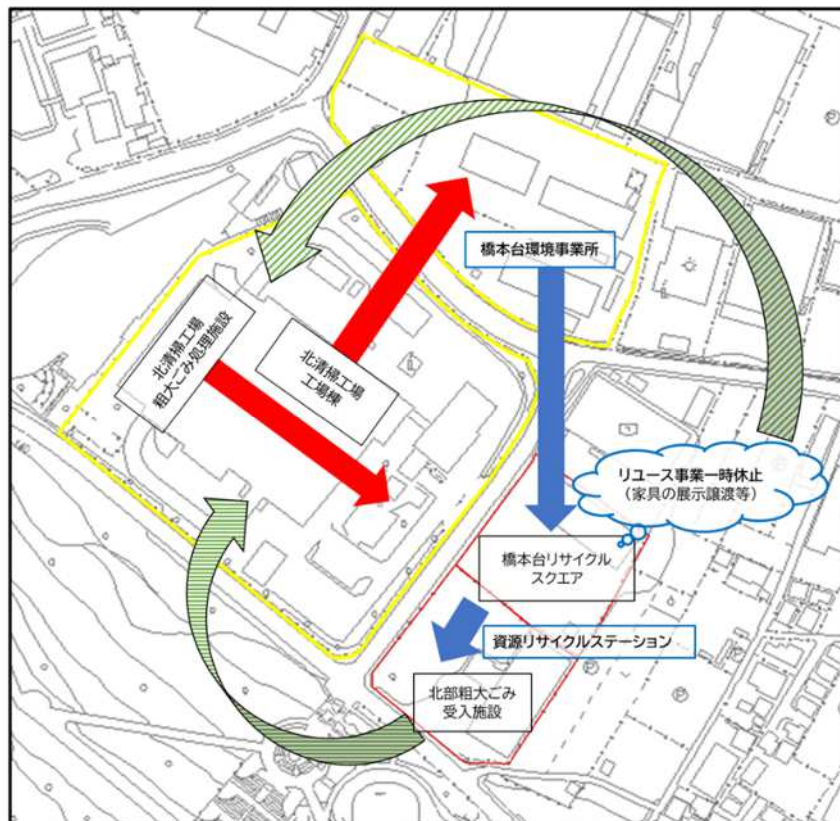 橋本台環境事業所
北清掃工場
粗大ごみ処理施設
北清掃工場
工場棟
リユース事業一時休止
（家具の展示譲渡等）
橋本台リサイクル
スクエア
資源リサイクルステーション
北部粗大ごみ
受入施設